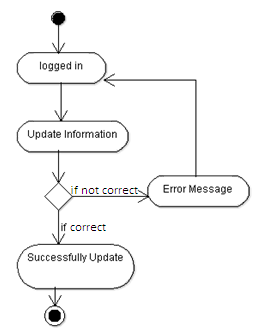 logged in
Update Information
if not correct
Error Message
if correct
Successfully Update